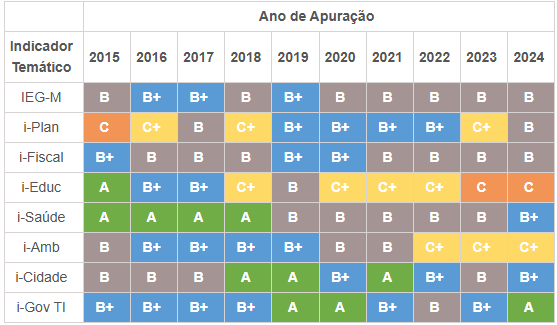 Ano de Apuração
Indicador Temático 2015 2016 2017 2018 2019 2020 2021 2022 2023 2024
IEG-M B B+ B+ B B+ B B B B B
i-Plan C C+ B C+ B+ B+ B+ B+ C+ B
i-Fiscal B+ B B B B+ B+ B B B B
i-Educ A B+ B+ C+ B C+ C+ C+ C C
i-Saúde A A A A B B B B B B+
i-Amb B B+ B+ B+ B+ B B C+ C+ C+
i-Cidade B B B A A B+ A B+ B B+
i-Gov TI B+ B+ B+ B+ A A B+ B B+ A